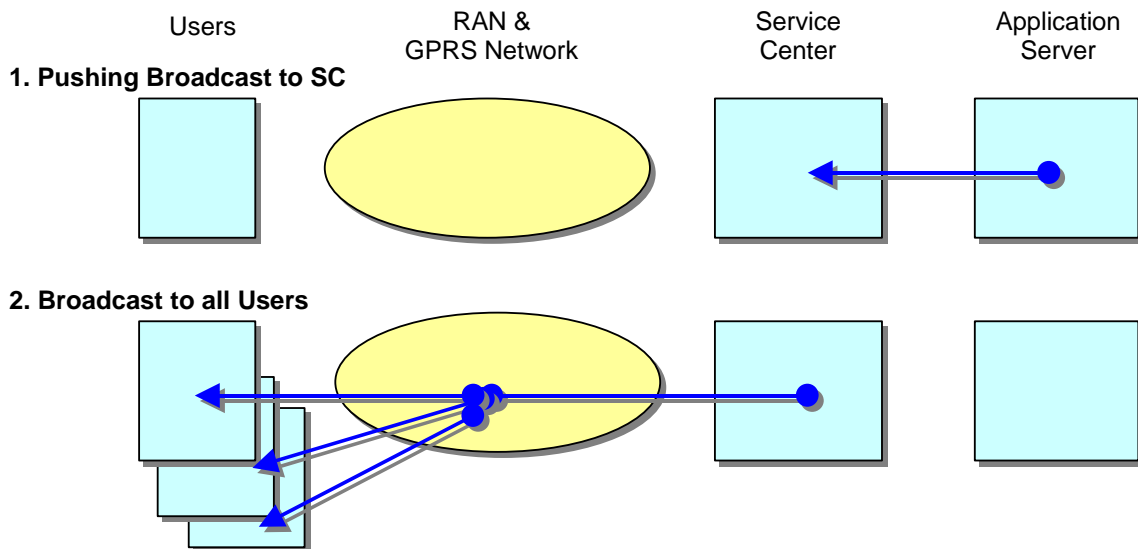 Users
RAN &
GPRS Network
Service
Center
Application
Server
1. Pushing Broadcast to SC
2. Broadcast to all Users